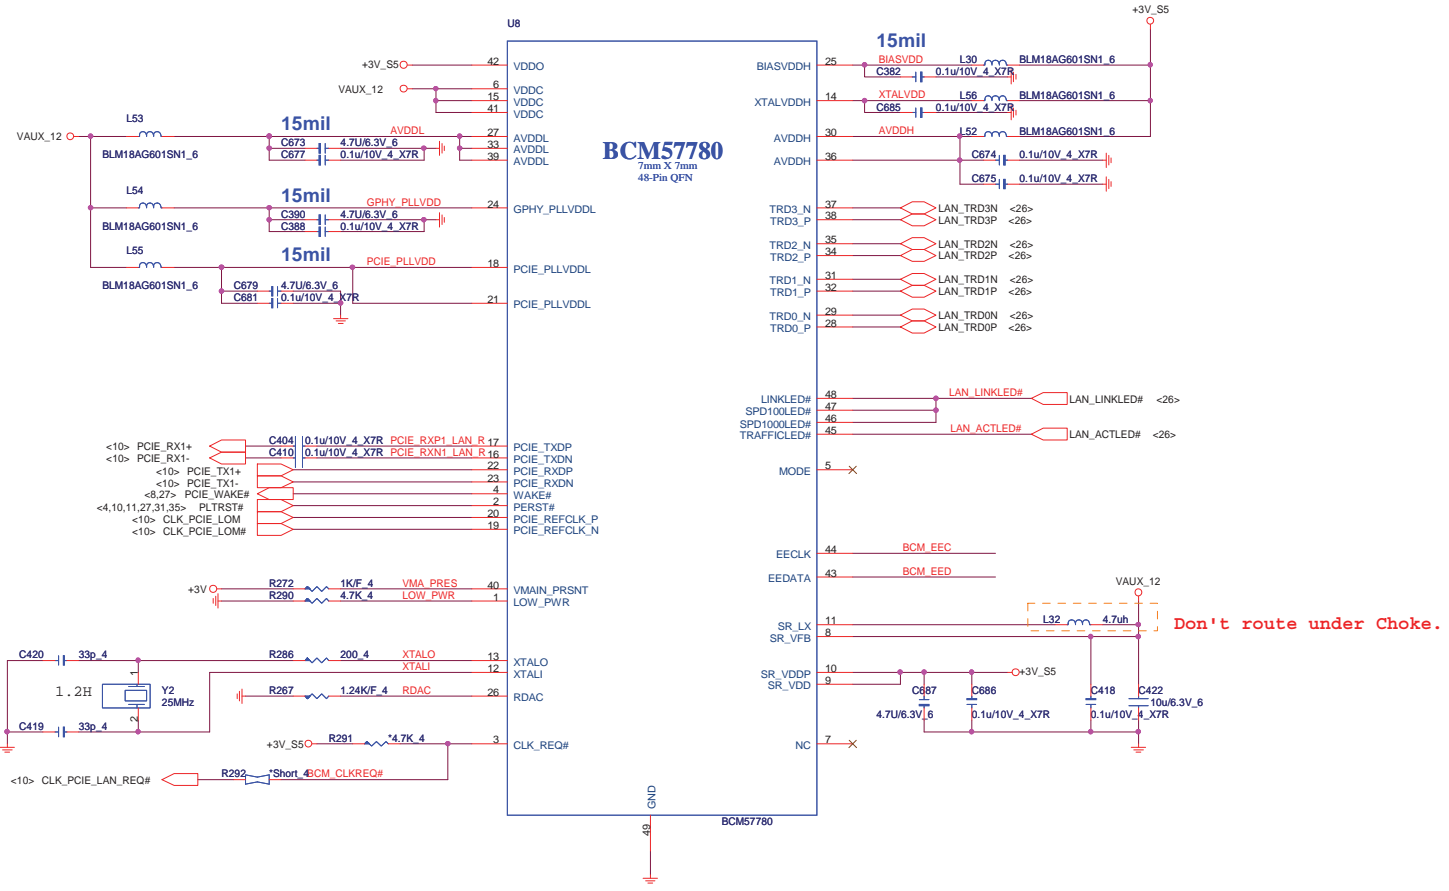 U8
BCM57780
7mm X 7mm
48-Pin QFN
+3V_S5 42 VDDO
VAUX_12 6 VDDC
15 VDDC
41 VDDC
VAUX_12 L53 BLM18AG601SN1_6
15mil
AVDDL 27 AVDDL
C673 4.7U/6.3V_6 33 AVDDL
C677 0.1u/10V_4_X7R 39 AVDDL
L54 BLM18AG601SN1_6
15mil
GPHY_PLLVDD 24 GPHY_PLLVDDL
C390 4.7U/6.3V_6
C388 0.1u/10V_4_X7R
L55 BLM18AG601SN1_6
15mil
PCIE_PLLVDD 18 PCIE_PLLVDDL
C679 4.7U/6.3V_6
C681 0.1u/10V_4_X7R
21 PCIE_PLLVDDL
<10> PCIE_RX1+ C404 0.1u/10V_4_X7R PCIE_RXP1_LAN_R 17 PCIE_TXDP
<10> PCIE_RX1- C410 0.1u/10V_4_X7R PCIE_RXN1_LAN_R 16 PCIE_TXDN
<10> PCIE_TX1+ 22 PCIE_RXDP
<10> PCIE_TX1- 23 PCIE_RXDN
<8,27> PCIE_WAKE# 4 WAKE#
<4,10,11,27,31,35> PLTRST# 2 PERST#
<10> CLK_PCIE_LOM 20 PCIE_REFCLK_P
<10> CLK_PCIE_LOM# 19 PCIE_REFCLK_N
+3V R272 1K/F_4 VMA_PRES 40 VMAIN_PRSNT
R290 4.7K_4 LOW_PWR 1 LOW_PWR
C420 33p_4 R286 200_4 XTALO 13 XTALO
XTALI 12 XTALI
1.2H 1 2 Y2
25MHz
R267 1.24K/F_4 RDAC 26 RDAC
C419 33p_4
+3V_S5 R291 *4.7K_4 3 CLK_REQ#
<10> CLK_PCIE_LAN_REQ# R292 *Short_4 BCM_CLKREQ#
GND
49
BCM57780
+3V_S5
15mil
BIASVDDH 25 BIASVDD L30 BLM18AG601SN1_6
C382 0.1u/10V_4_X7R
XTALVDDH 14 XTALVDD L56 BLM18AG601SN1_6
C685 0.1u/10V_4_X7R
AVDDH 30 AVDDH L52 BLM18AG601SN1_6
AVDDH 36 C674 0.1u/10V_4_X7R
C675 0.1u/10V_4_X7R
TRD3_N 37 LAN_TRD3N <26>
TRD3_P 38 LAN_TRD3P <26>
TRD2_N 35 LAN_TRD2N <26>
TRD2_P 34 LAN_TRD2P <26>
TRD1_N 31 LAN_TRD1N <26>
TRD1_P 32 LAN_TRD1P <26>
TRD0_N 29 LAN_TRD0N <26>
TRD0_P 28 LAN_TRD0P <26>
LINKLED# 48 LAN_LINKLED# LAN_LINKLED# <26>
SPD100LED# 47
SPD1000LED# 46
TRAFFICLED# 45 LAN_ACTLED# LAN_ACTLED# <26>
MODE 5
EECLK 44 BCM_EEC
EEDATA 43 BCM_EED
VAUX_12
SR_LX 11 L32 4.7uh Don't route under Choke.
SR_VFB 8
SR_VDDP 10 +3V_S5
SR_VDD 9
C687 C686 C418 C422
10u/6.3V_6
4.7U/6.3V_6 0.1u/10V_4_X7R 0.1u/10V_4_X7R
NC 7